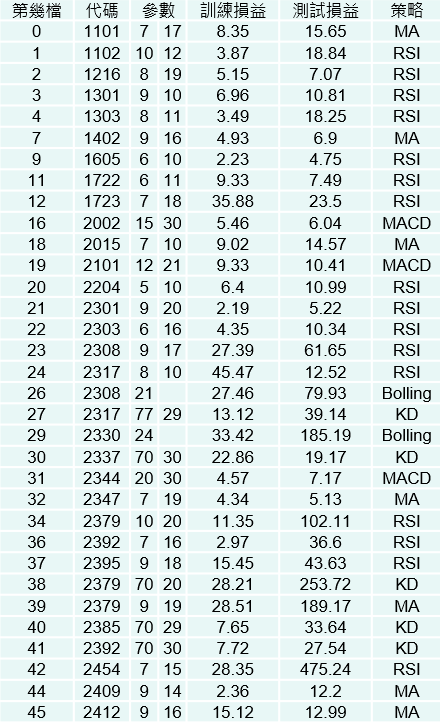 第幾檔 代碼 參數 訓練損益 測試損益 策略
0 1101 7 17 8.35 15.65 MA
1 1102 10 12 3.87 18.84 RSI
2 1216 8 19 5.15 7.07 RSI
3 1301 9 10 6.96 10.81 RSI
4 1303 8 11 3.49 18.25 RSI
7 1402 9 16 4.93 6.9 MA
9 1605 6 10 2.23 4.75 RSI
11 1722 6 11 9.33 7.49 RSI
12 1723 7 18 35.88 23.5 RSI
16 2002 15 30 5.46 6.04 MACD
18 2015 7 10 9.02 14.57 MA
19 2101 12 21 9.33 10.41 MACD
20 2204 5 10 6.4 10.99 RSI
21 2301 9 20 2.19 5.22 RSI
22 2303 6 16 4.35 10.34 RSI
23 2308 9 17 27.39 61.65 RSI
24 2317 8 10 45.47 12.52 RSI
26 2308 21 27.46 79.93 Bolling
27 2317 77 29 13.12 39.14 KD
29 2330 24 33.42 185.19 Bolling
30 2337 70 30 22.86 19.17 KD
31 2344 20 30 4.57 7.17 MACD
32 2347 7 19 4.34 5.13 MA
34 2379 10 20 11.35 102.11 RSI
36 2392 7 16 2.97 36.6 RSI
37 2395 9 18 15.45 43.63 RSI
38 2379 70 20 28.21 253.72 KD
39 2379 9 19 28.51 189.17 MA
40 2385 70 29 7.65 33.64 KD
41 2392 70 30 7.72 27.54 KD
42 2454 7 15 28.35 475.24 RSI
44 2409 9 14 2.36 12.2 MA
45 2412 9 16 15.12 12.99 MA